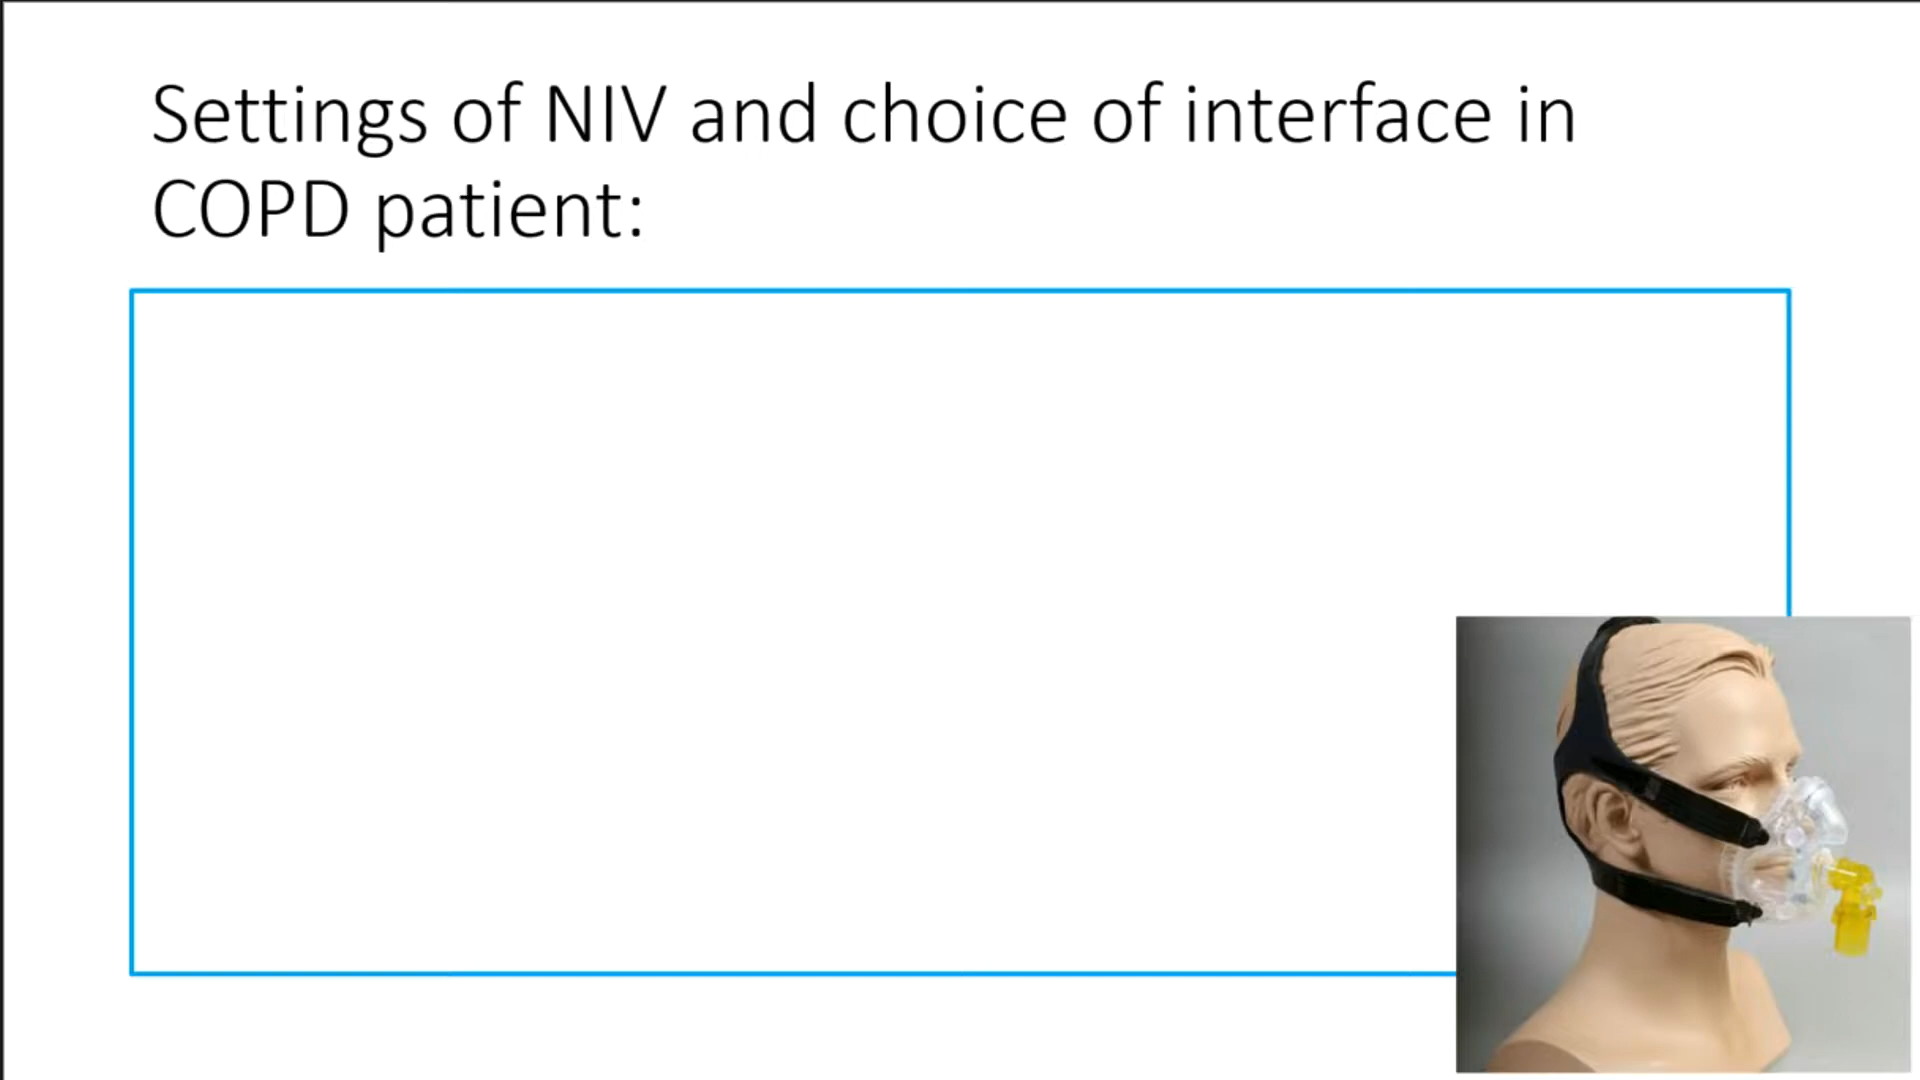 Settings of NIV and choice of interface in
COPD patient: